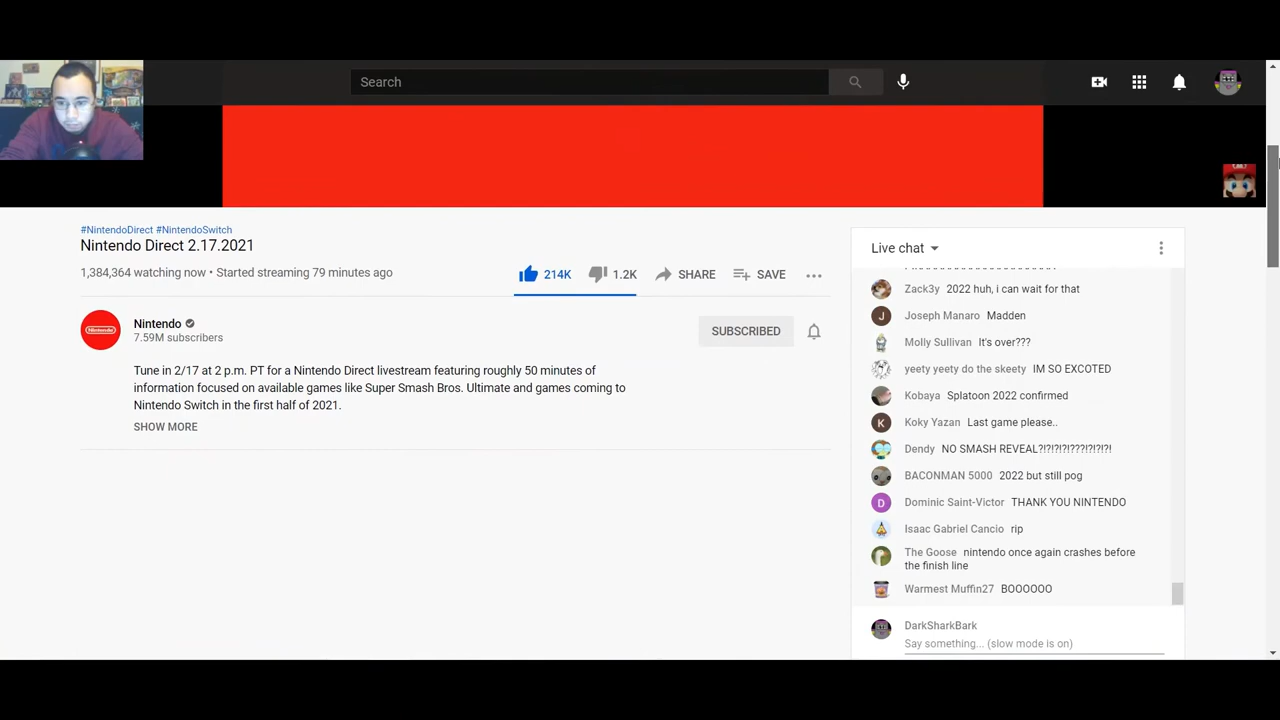 Search
#NintendoDirect #NintendoSwitch
Nintendo Direct 2.17.2021
1,384,364 watching now • Started streaming 79 minutes ago
214K
1.2K
SHARE
SAVE
Nintendo
Nintendo
7.59M subscribers
SUBSCRIBED
Tune in 2/17 at 2 p.m. PT for a Nintendo Direct livestream featuring roughly 50 minutes of
information focused on available games like Super Smash Bros. Ultimate and games coming to
Nintendo Switch in the first half of 2021.
SHOW MORE
Live chat
Zack3y 2022 huh, i can wait for that
J Joseph Manaro Madden
Molly Sullivan It's over???
yeety yeety do the skeety IM SO EXCOTED
Kobaya Splatoon 2022 confirmed
K Koky Yazan Last game please..
Dendy NO SMASH REVEAL?!?!?!?!???!?!?!?!
BACONMAN 5000 2022 but still pog
D Dominic Saint-Victor THANK YOU NINTENDO
Isaac Gabriel Cancio rip
The Goose nintendo once again crashes before
the finish line
Warmest Muffin27 BOOOOOO
DarkSharkBark
Say something... (slow mode is on)